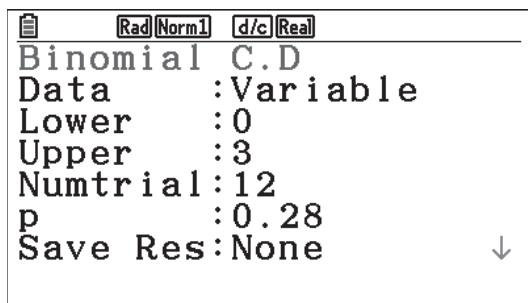 Rad Norm1 d/c Real
Binomial C.D
Data :Variable
Lower :0
Upper :3
Numtrial:12
p :0.28
Save Res:None ↓